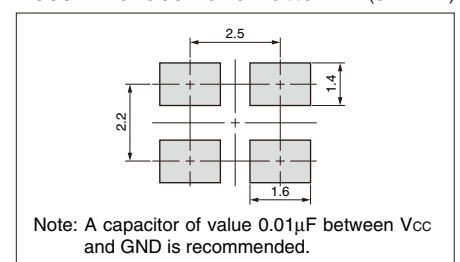 2.5
1.4
2.2
1.6
Note: A capacitor of value 0.01µF between Vcc
and GND is recommended.